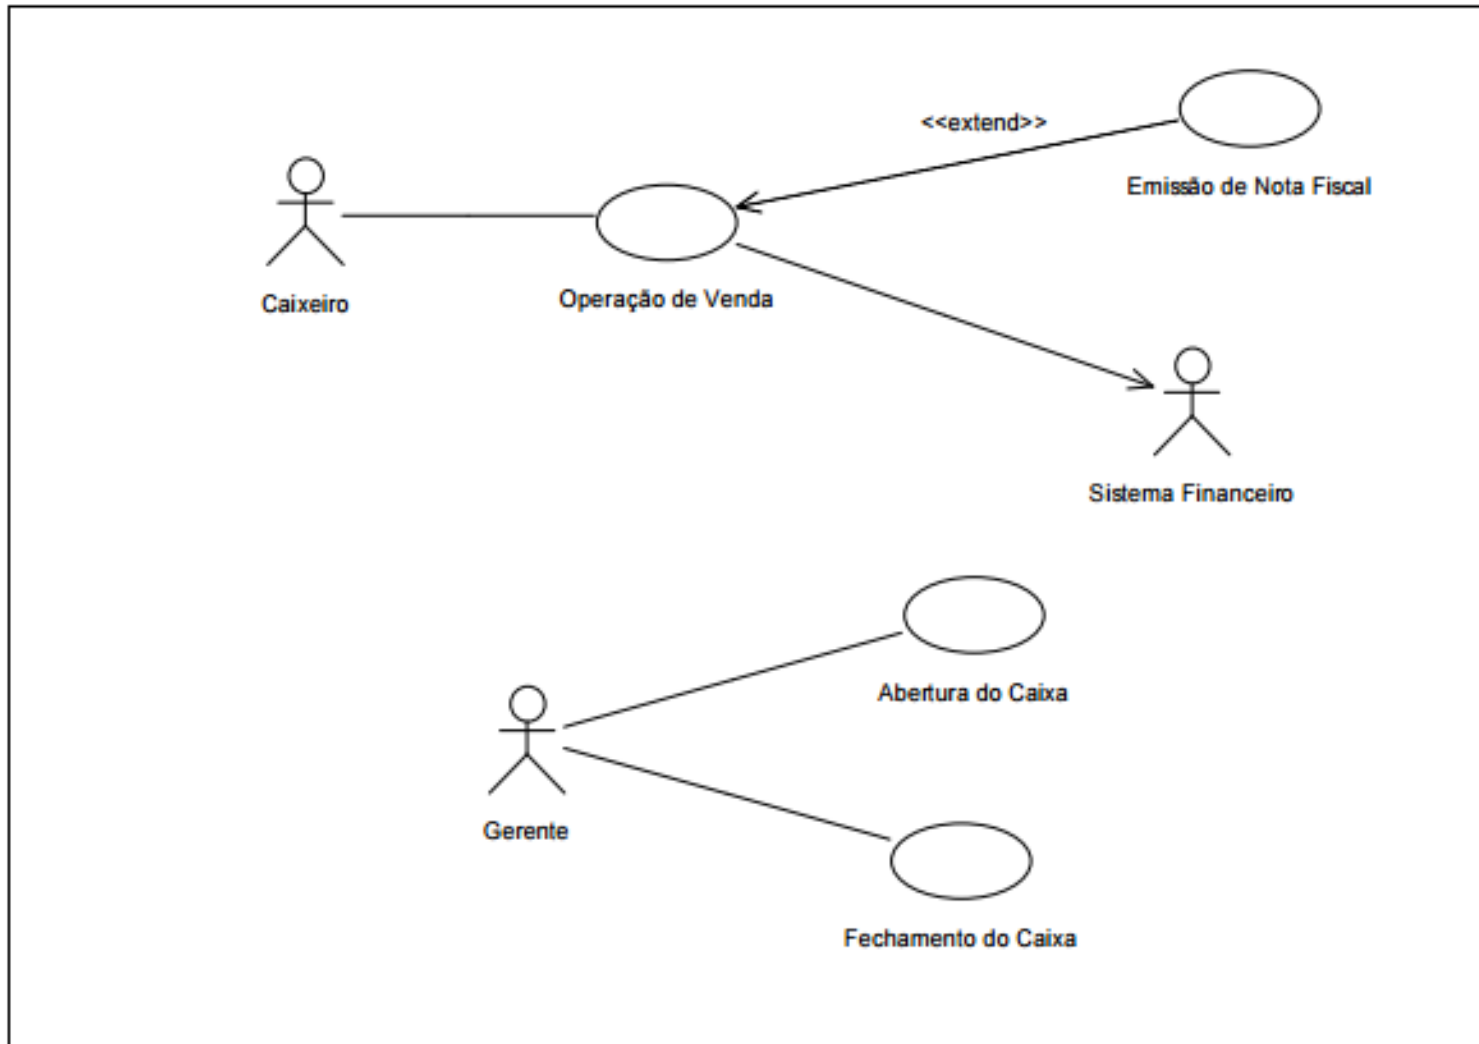 <<extend>>
Emissão de Nota Fiscal
Caixeiro
Operação de Venda
Sistema Financeiro
Abertura do Caixa
Gerente
Fechamento do Caixa